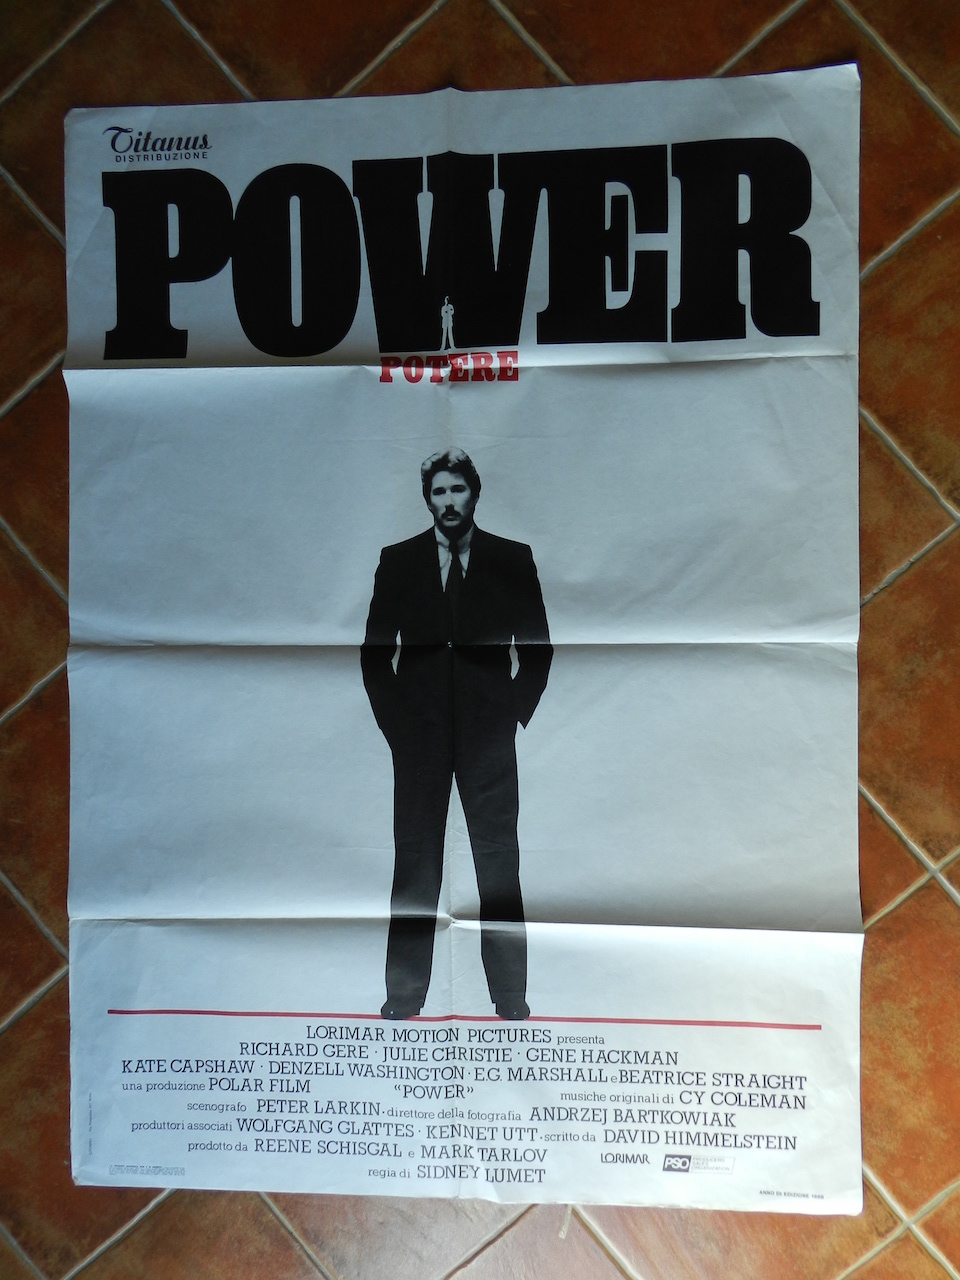 Titanus
DISTRIBUZIONE
POWER
POTERE
LORIMAR MOTION PICTURES presenta
RICHARD GERE · JULIE CHRISTIE · GENE HACKMAN
KATE CAPSHAW · DENZELL WASHINGTON · E.G. MARSHALL e BEATRICE STRAIGHT
una produzione POLAR FILM "POWER" musiche originali di CY COLEMAN
scenografo PETER LARKIN · direttore della fotografia ANDRZEJ BARTKOWIAK
produttori associati WOLFGANG GLATTES · KENNET UTT · scritto da DAVID HIMMELSTEIN
prodotto da REENE SCHISGAL e MARK TARLOV LORIMAR PSO PRODUCERS SALES ORGANIZATION
regia di SIDNEY LUMET